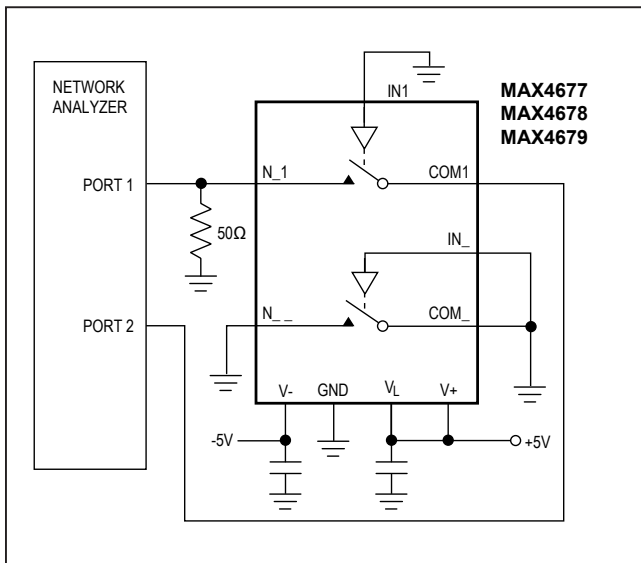 NETWORK
ANALYZER
IN1
MAX4677
MAX4678
MAX4679
PORT 1
N_1
COM1
50Ω
IN_
PORT 2
N_ _
COM_
V-
GND
VL
V+
-5V
+5V